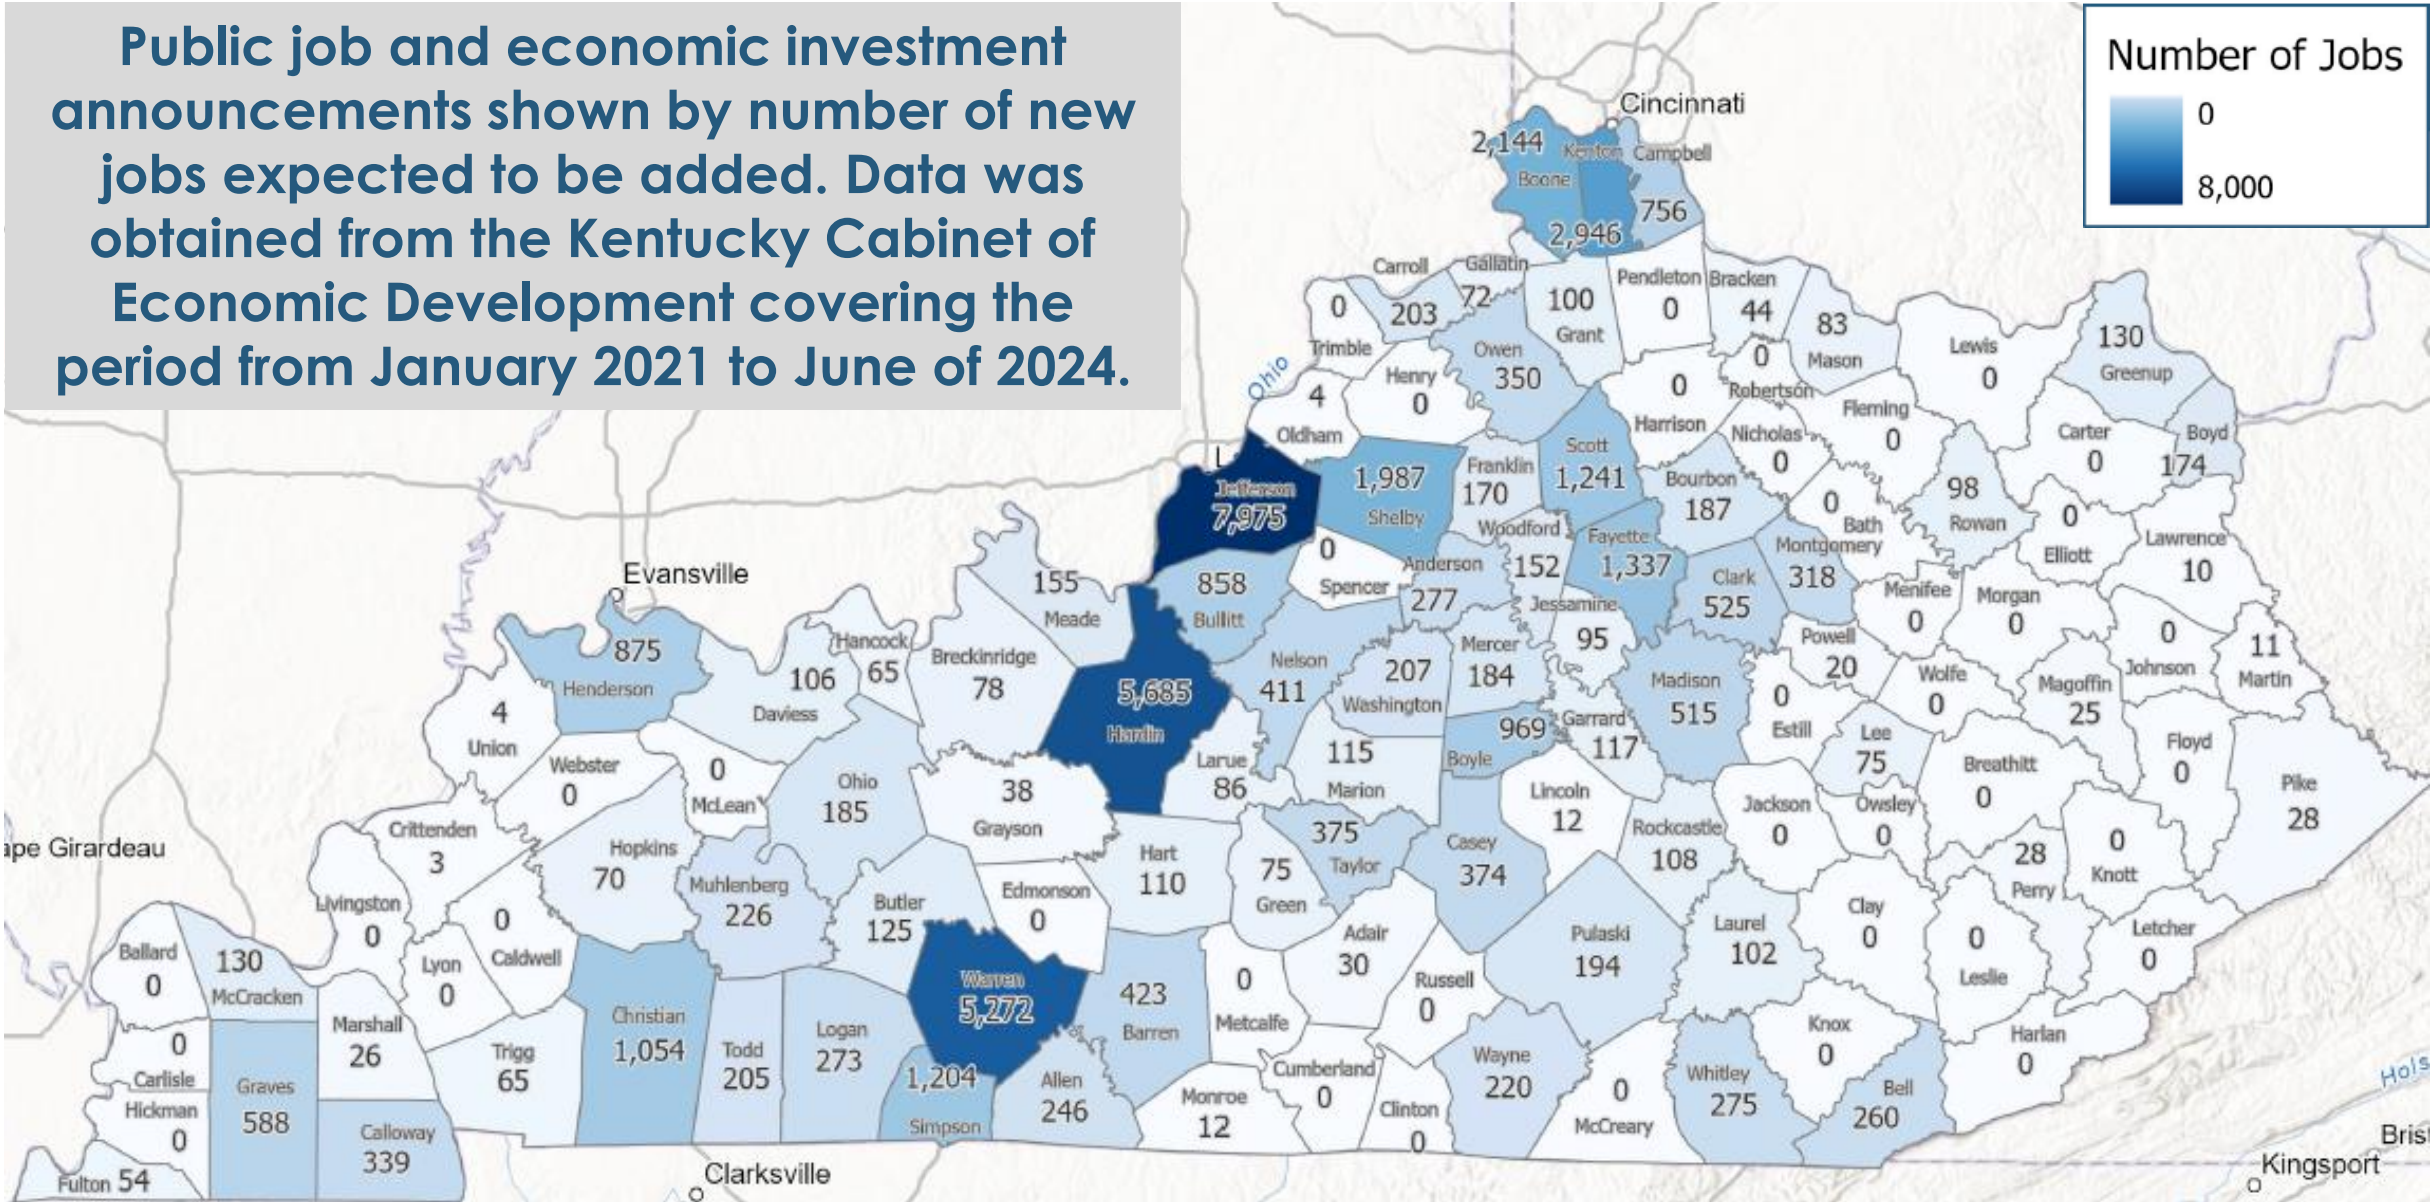 Public job and economic investment
announcements shown by number of new
jobs expected to be added. Data was
obtained from the Kentucky Cabinet of
Economic Development covering the
period from January 2021 to June of 2024.
Number of Jobs
0
8,000
Cincinnati
2,144
Kenton
Campbell
Boone
756
2,946
Carroll
Gallatin
Pendleton
Bracken
0
203
72
100
0
44
83
130
Trimble
Owen
Grant
0
Mason
Lewis
Greenup
Ohio
Henry
350
0
Robertson
0
4
0
Harrison
Fleming
Oldham
Scott
Nicholas
0
Carter
Boyd
L
1,987
Franklin
1,241
Bourbon
0
0
174
Jefferson
170
187
0
98
7,975
Shelby
Woodford
Fayette
Bath
Rowan
0
0
Anderson
152
1,337
Montgomery
Elliott
Lawrence
Evansville
155
858
Spencer
277
Clark
318
10
Meade
Bullitt
Jessamine
525
Menifee
Morgan
Hancock
Nelson
Mercer
95
Powell
0
0
0
11
875
106
65
Breckinridge
411
207
184
Madison
20
Wolfe
Johnson
Martin
Henderson
78
5,685
Washington
515
0
0
Magoffin
4
Daviess
Hardin
969
Garrard
Estill
25
Union
Larue
115
Boyle
117
Lee
Floyd
Webster
0
Ohio
86
Marion
75
Breathitt
0
Pike
0
McLean
185
38
Lincoln
Jackson
Owsley
0
28
Crittenden
Grayson
375
Casey
12
Rockcastle
0
0
3
Hopkins
Hart
Taylor
374
108
28
0
ape Girardeau
70
Muhlenberg
110
75
Perry
Knott
Livingston
226
Butler
Edmonson
Green
Clay
0
0
125
0
Adair
Pulaski
Laurel
0
0
Letcher
Ballard
130
Lyon
Caldwell
30
194
102
Leslie
0
0
McCracken
0
Warren
423
0
Russell
Marshall
Christian
5,272
Barren
Metcalfe
0
Knox
Harlan
0
26
Trigg
1,054
Todd
Logan
Wayne
0
0
Carlisle
Graves
65
205
273
1,204
Allen
Cumberland
220
0
Whitley
Bell
Hickman
588
Simpson
246
Monroe
0
Clinton
McCreary
275
260
0
Calloway
12
0
Fulton 54
339
Clarksville
Hols
Bris
Kingsport